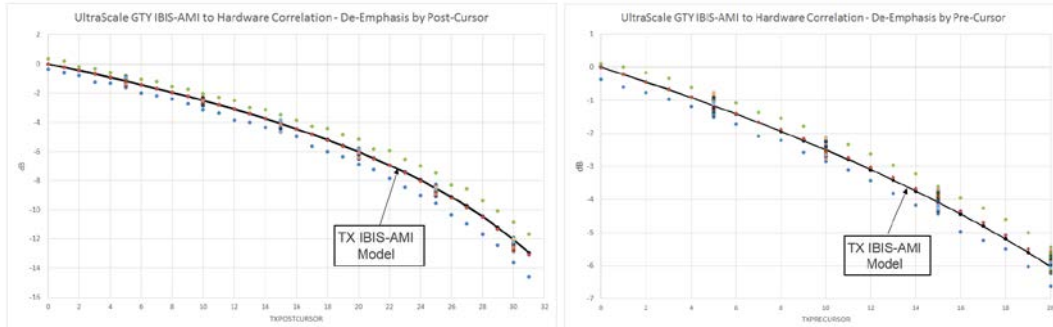 UltraScale GTY IBIS-AMI to Hardware Correlation - De-Emphasis by Post-Cursor
2
0
-2
-4
-6
-8
-10
-12
-14
-16
dB
0 2 4 6 8 10 12 14 16 18 20 22 24 26 28 30 32
TXPOSTCURSOR
TX IBIS-AMI
Model
UltraScale GTY IBIS-AMI to Hardware Correlation - De-Emphasis by Pre-Cursor
1
0
-1
-2
-3
-4
-5
-6
-7
dB
0 2 4 6 8 10 12 14 16 18 20
TXPRECURSOR
TX IBIS-AMI
Model